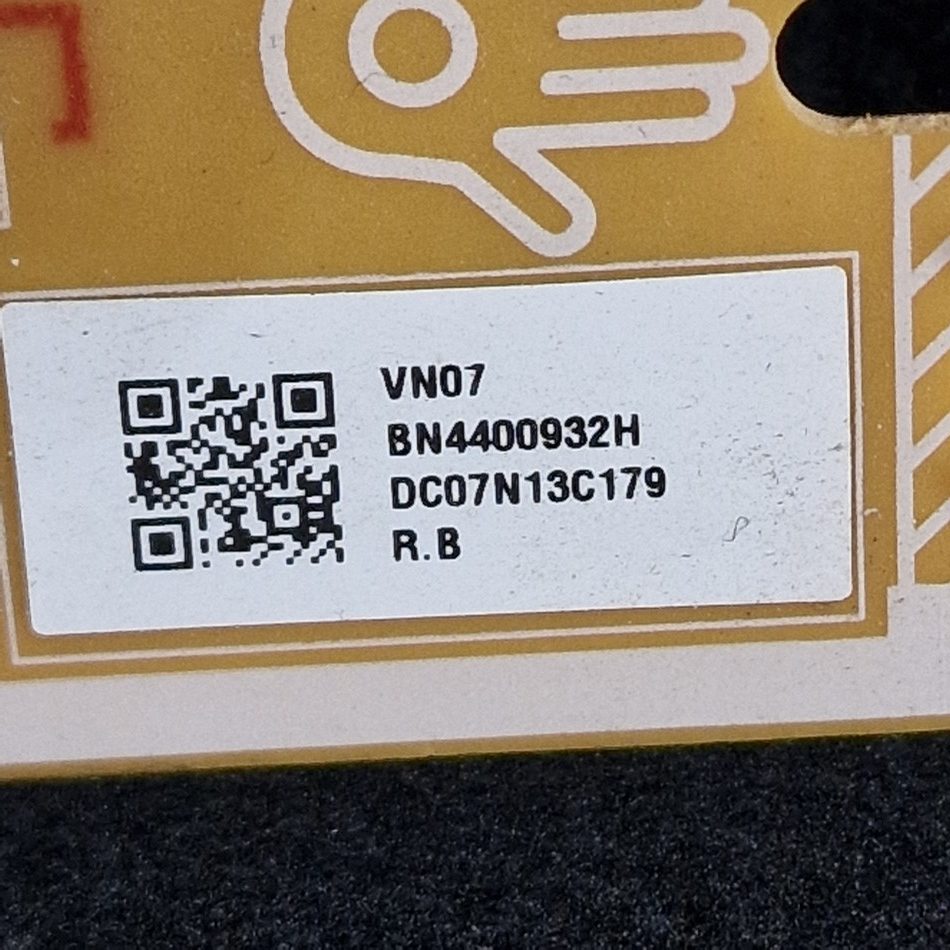 VN07
BN4400932H
DC07N13C179
R.B